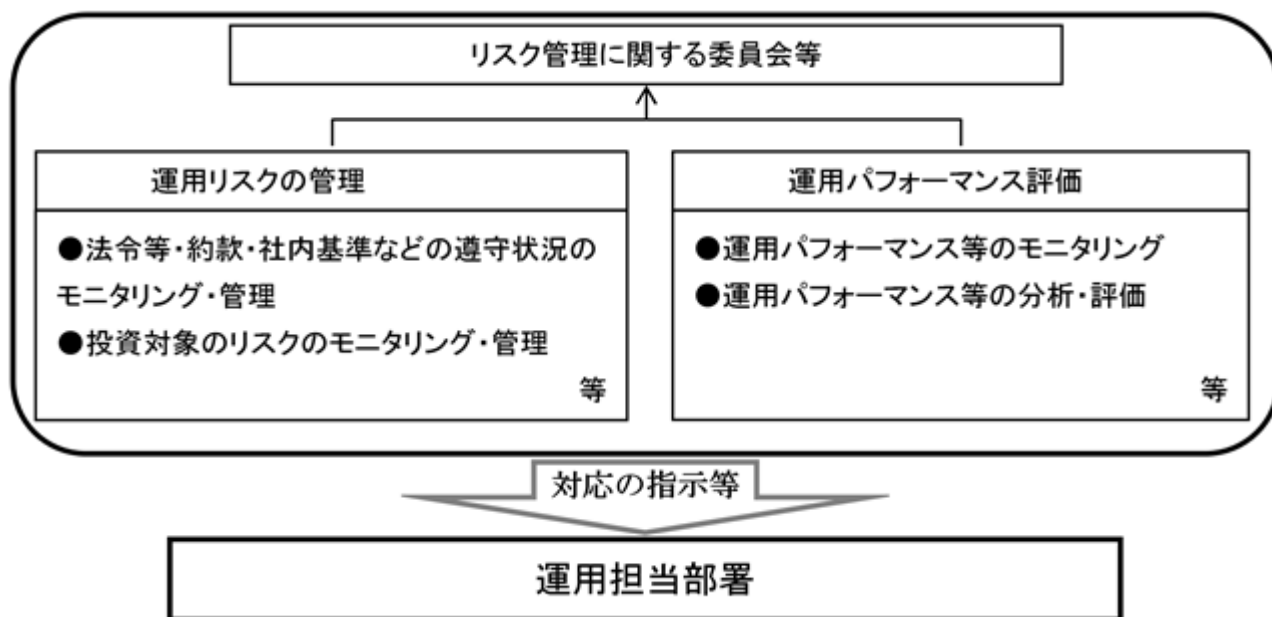 リスク管理に関する委員会等
運用リスクの管理
●法令等・約款・社内基準などの遵守状況の
モニタリング・管理
●投資対象のリスクのモニタリング・管理
等
運用パフォーマンス評価
●運用パフォーマンス等のモニタリング
●運用パフォーマンス等の分析・評価
等
対応の指示等
運用担当部署